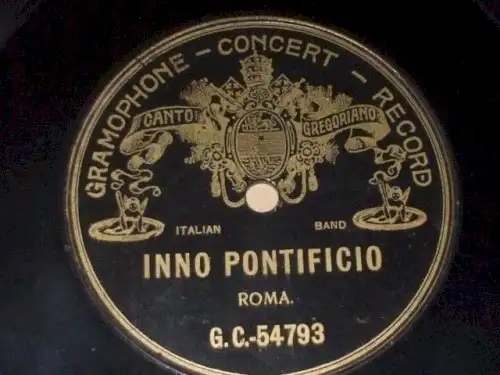 GRAMOPHONE - CONCERT - RECORD
CANTO GREGORIANO
ITALIAN BAND
INNO PONTIFICIO
ROMA.
G.C.-54793